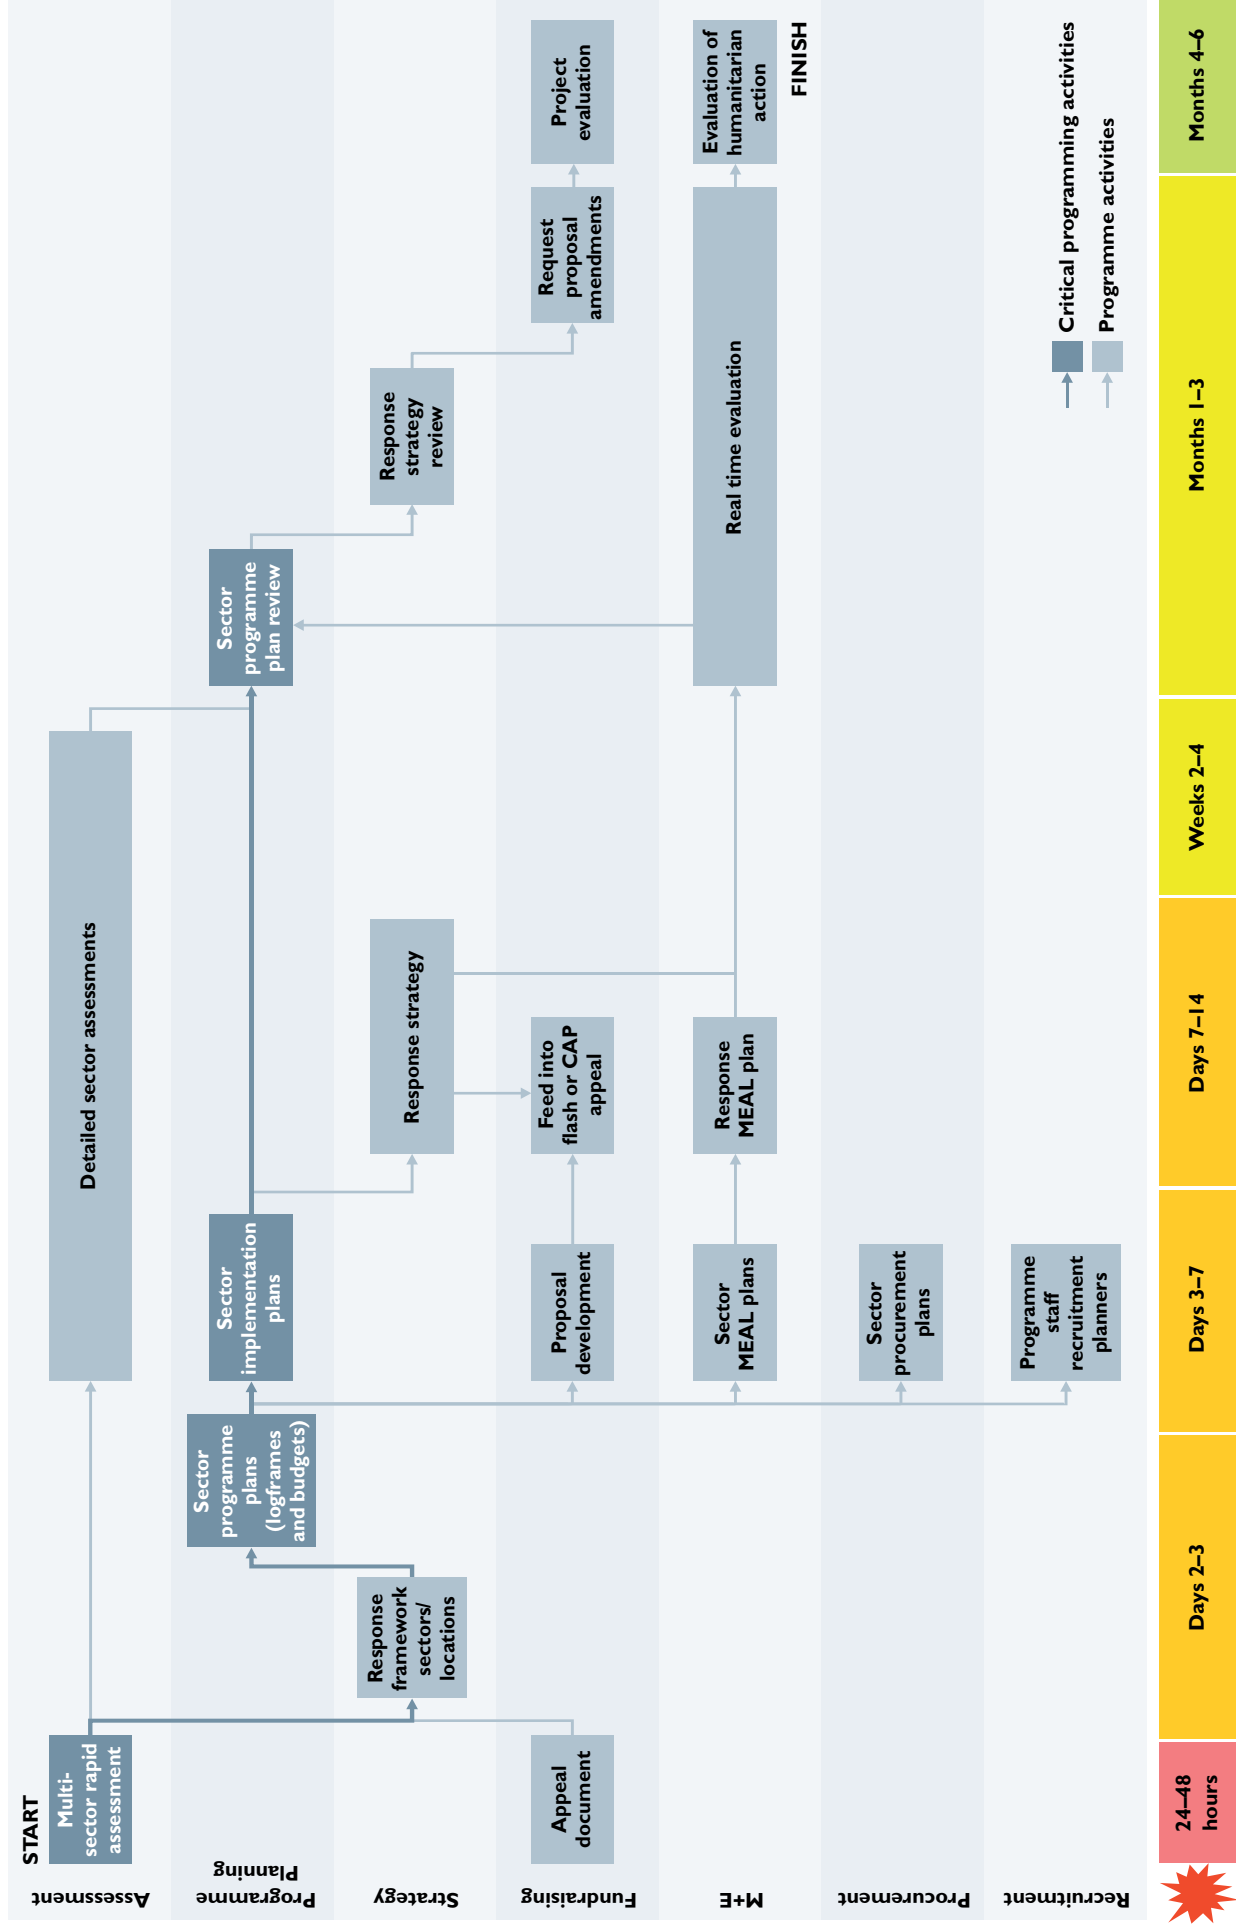 START
Assessment
Multi-
sector rapid
assessment
Detailed sector assessments
Programme
Planning
Sector
programme
plans
(logframes
and budgets)
Sector
implementation
plans
Sector
programme
plan review
Strategy
Response
framework
sectors/
locations
Response strategy
Response
strategy
review
Fundraising
Appeal
document
Proposal
development
Feed into
flash or CAP
appeal
Request
proposal
amendments
Project
evaluation
M+E
Sector
MEAL plans
Response
MEAL plan
Real time evaluation
Evaluation of
humanitarian
action
FINISH
Procurement
Sector
procurement
plans
Recruitment
Programme
staff
recruitment
planners
Critical programming activities
Programme activities
24–48
hours
Days 2–3
Days 3–7
Days 7–14
Weeks 2–4
Months 1–3
Months 4–6